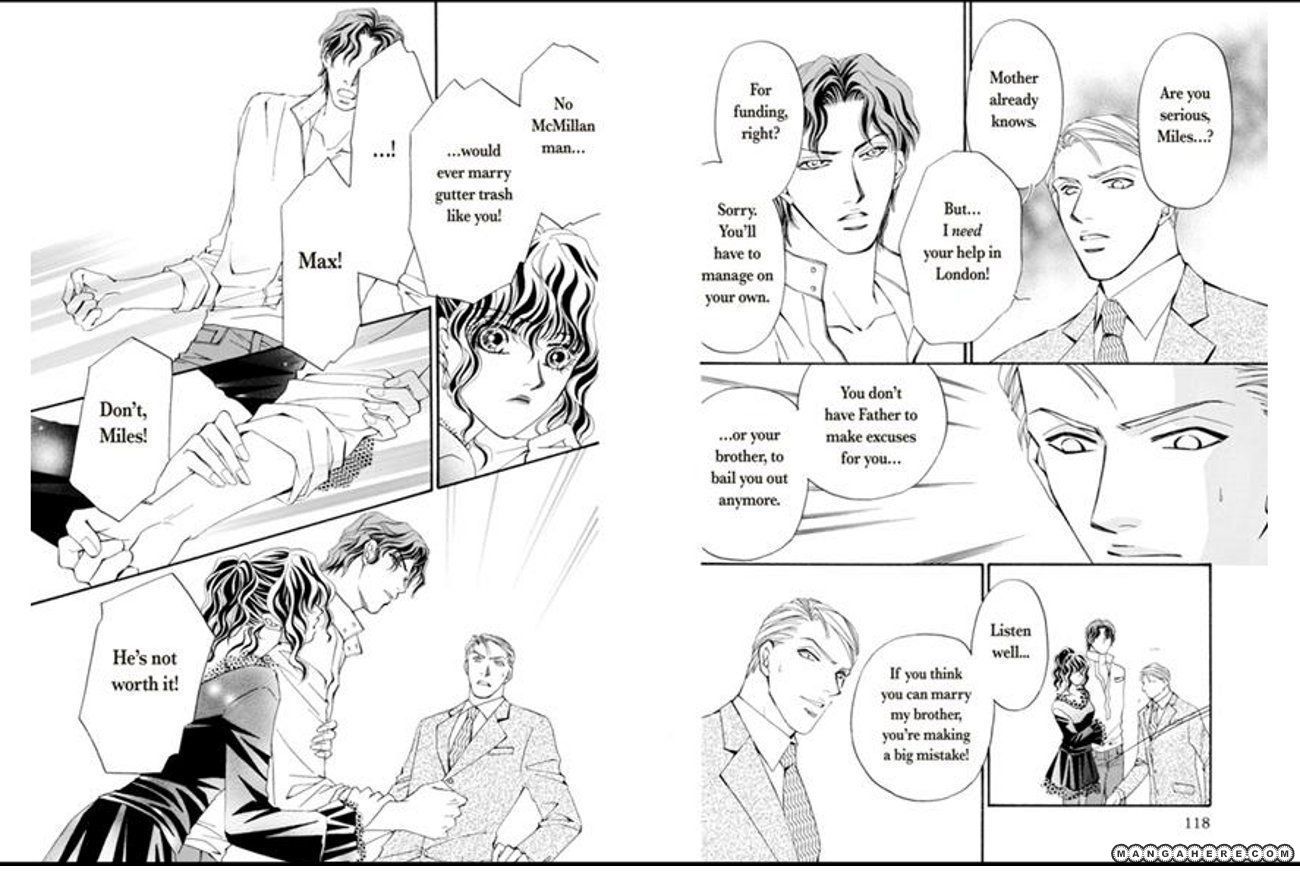 Are you
serious,
Miles...?
Mother
already
knows.
But...
I need
your help in
London!
For
funding,
right?
Sorry.
You'll
have to
manage on
your own.
You don't
have Father to
make excuses
for you...
...or your
brother, to
bail you out
anymore.
Listen
well...
If you think
you can marry
my brother,
you're making
a big mistake!
118
No
McMillan
man...
...would
ever marry
gutter trash
like you!
...!
Max!
Don't,
Miles!
He's not
worth it!
MANGAHERE.COM